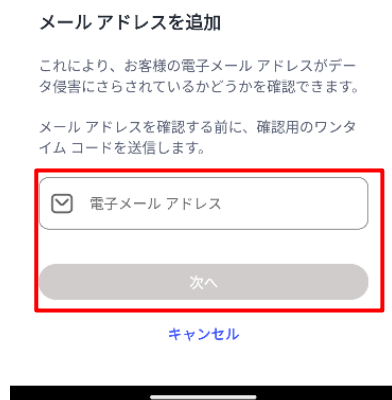 メール アドレスを追加
これにより、お客様の電子メール アドレスがデー
タ侵害にさらされているかどうかを確認できます。
メール アドレスを確認する前に、確認用のワンタ
イム コードを送信します。
電子メール アドレス
次へ
キャンセル